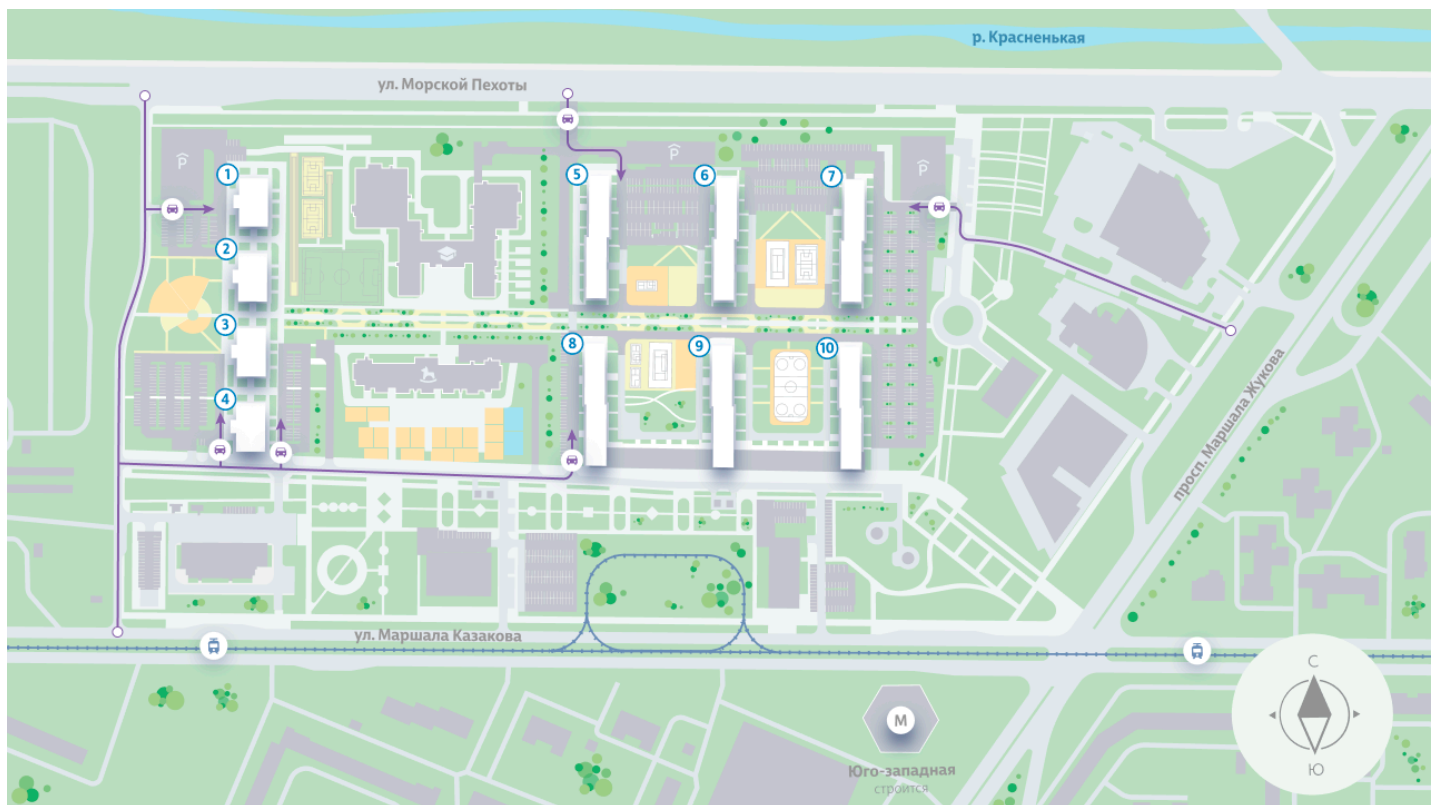 р. Красненькая
ул. Морской Пехоты
P
P
P
1
2
3
4
5
6
7
8
9
10
просп. Маршала Жукова
ул. Маршала Казакова
М
Юго-западная
строится
С
Ю